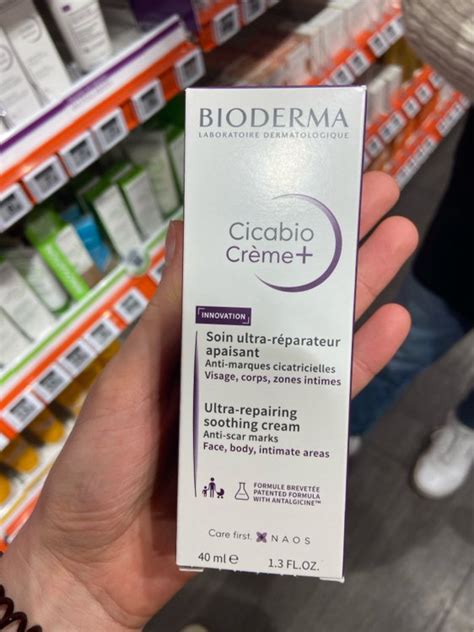 BIODERMA
LABORATOIRE DERMATOLOGIQUE
Cicabio
Crème+
INNOVATION
Soin ultra-réparateur
apaisant
Anti-marques cicatricielles
Visage, corps, zones intimes
Ultra-repairing
soothing cream
Anti-scar marks
Face, body, intimate areas
FORMULE BREVETÉE
PATENTED FORMULA
WITH ANTALGICINE™
Care first. NAOS
40 ml e 1.3 FL.OZ.